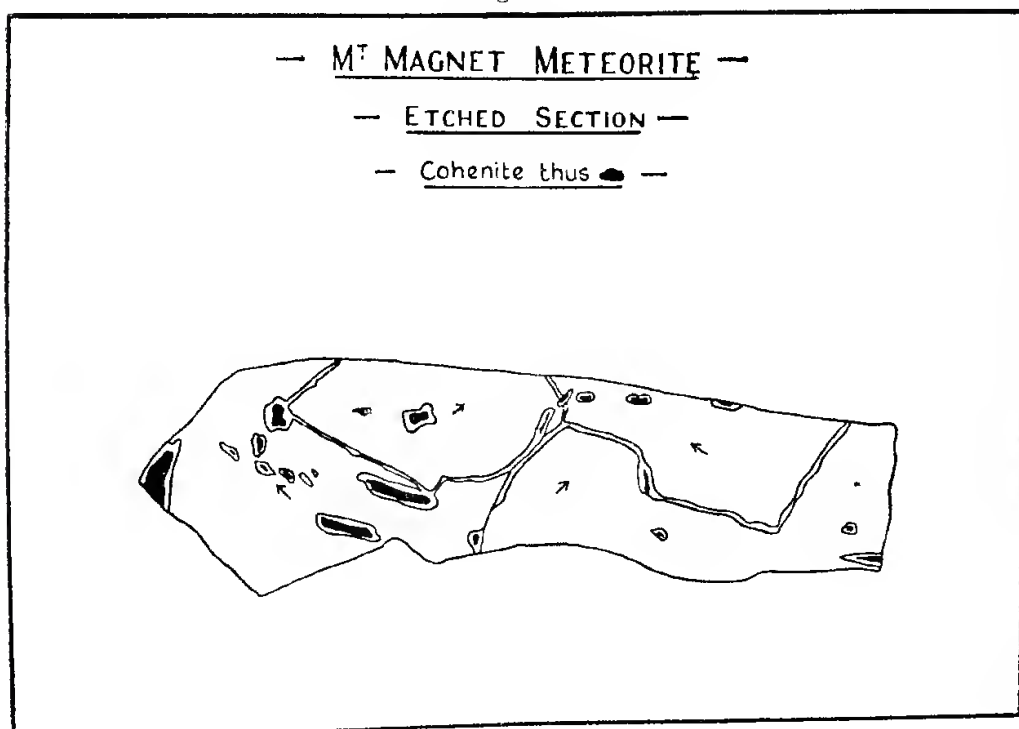 — Mᵀ MAGNET METEORITE —
— ETCHED SECTION —
— Cohenite thus —